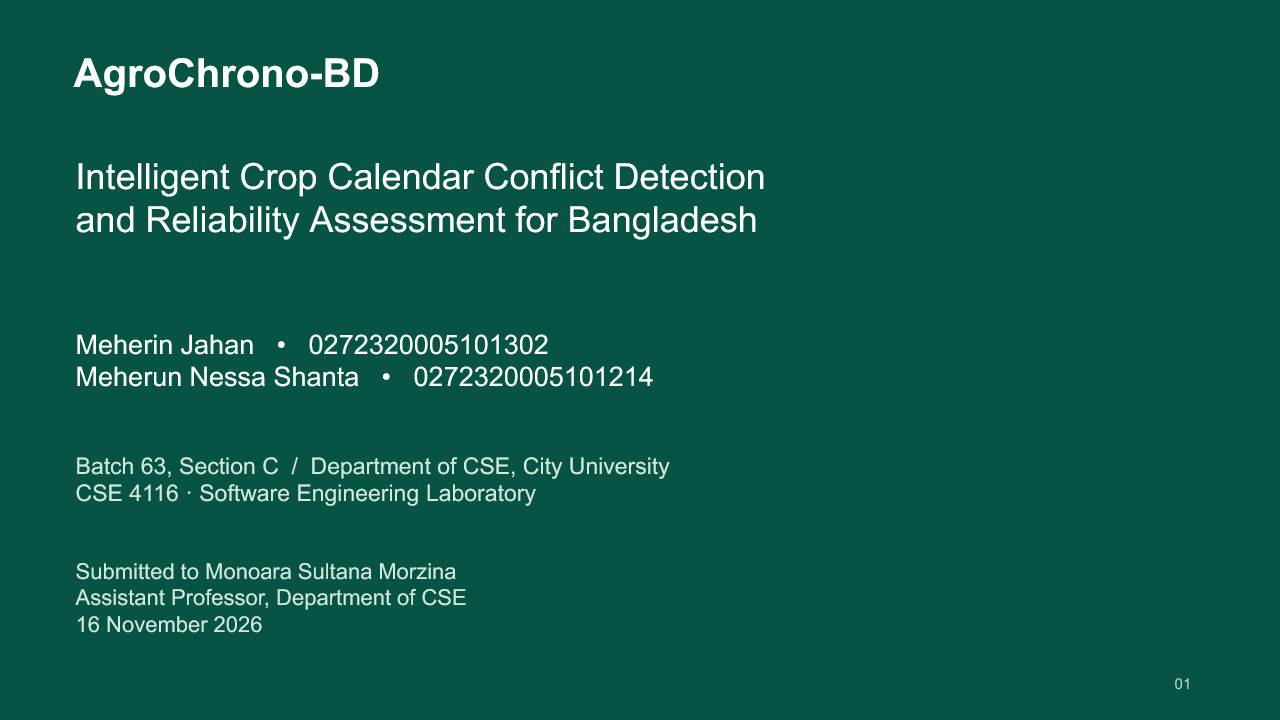 AgroChrono-BD
Intelligent Crop Calendar Conflict Detection
and Reliability Assessment for Bangladesh
Meherin Jahan • 0272320005101302
Meherun Nessa Shanta • 0272320005101214
Batch 63, Section C / Department of CSE, City University
CSE 4116 · Software Engineering Laboratory
Submitted to Monoara Sultana Morzina
Assistant Professor, Department of CSE
16 November 2026
01